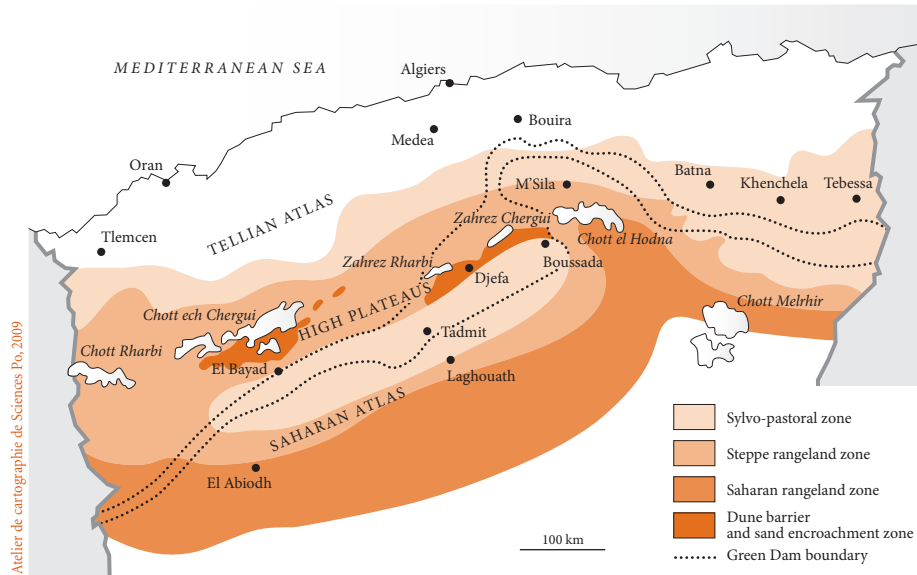 MEDITERRANEAN SEA
Algiers
Bouira
Medea
Oran
M'Sila
Batna
Khenchela
Tebessa
TELLIAN ATLAS
Zahrez Chergui
Tlemcen
Chott el Hodna
Zahrez Rharbi
Boussada
Djefa
Chott ech Chergui
HIGH PLATEAUS
Chott Melrhir
Tadmit
Chott Rharbi
El Bayad
Laghouath
SAHARAN ATLAS
El Abiodh
Sylvo-pastoral zone
Steppe rangeland zone
Saharan rangeland zone
Dune barrier
and sand encroachment zone
Green Dam boundary
100 km
Atelier de cartographie de Sciences Po, 2009